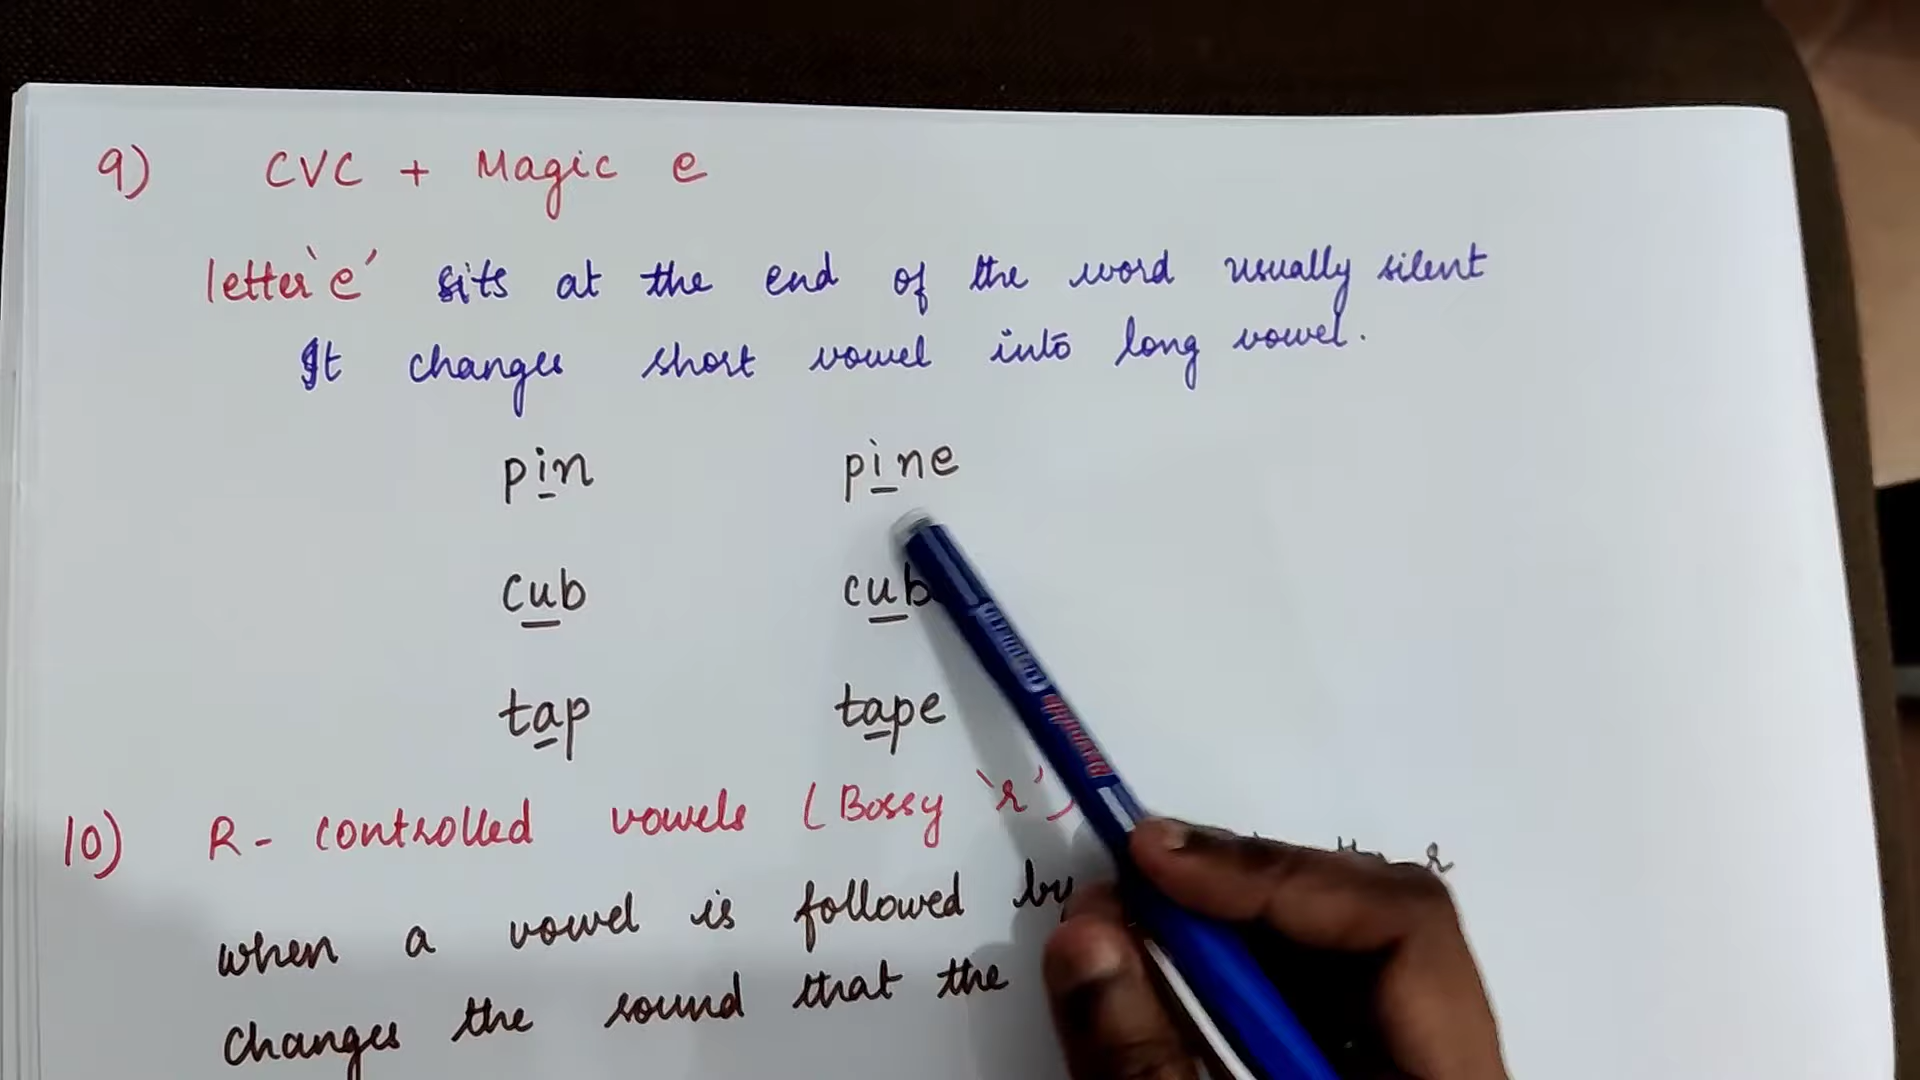 9) CVC + Magic e
letter 'e' sits at the end of the word usually silent
It changes short vowel into long vowel.
pin pine
cub cub
tap tape
10) R - controlled vowels (Bossy 'r')
when a vowel is followed by r
changes the sound that the